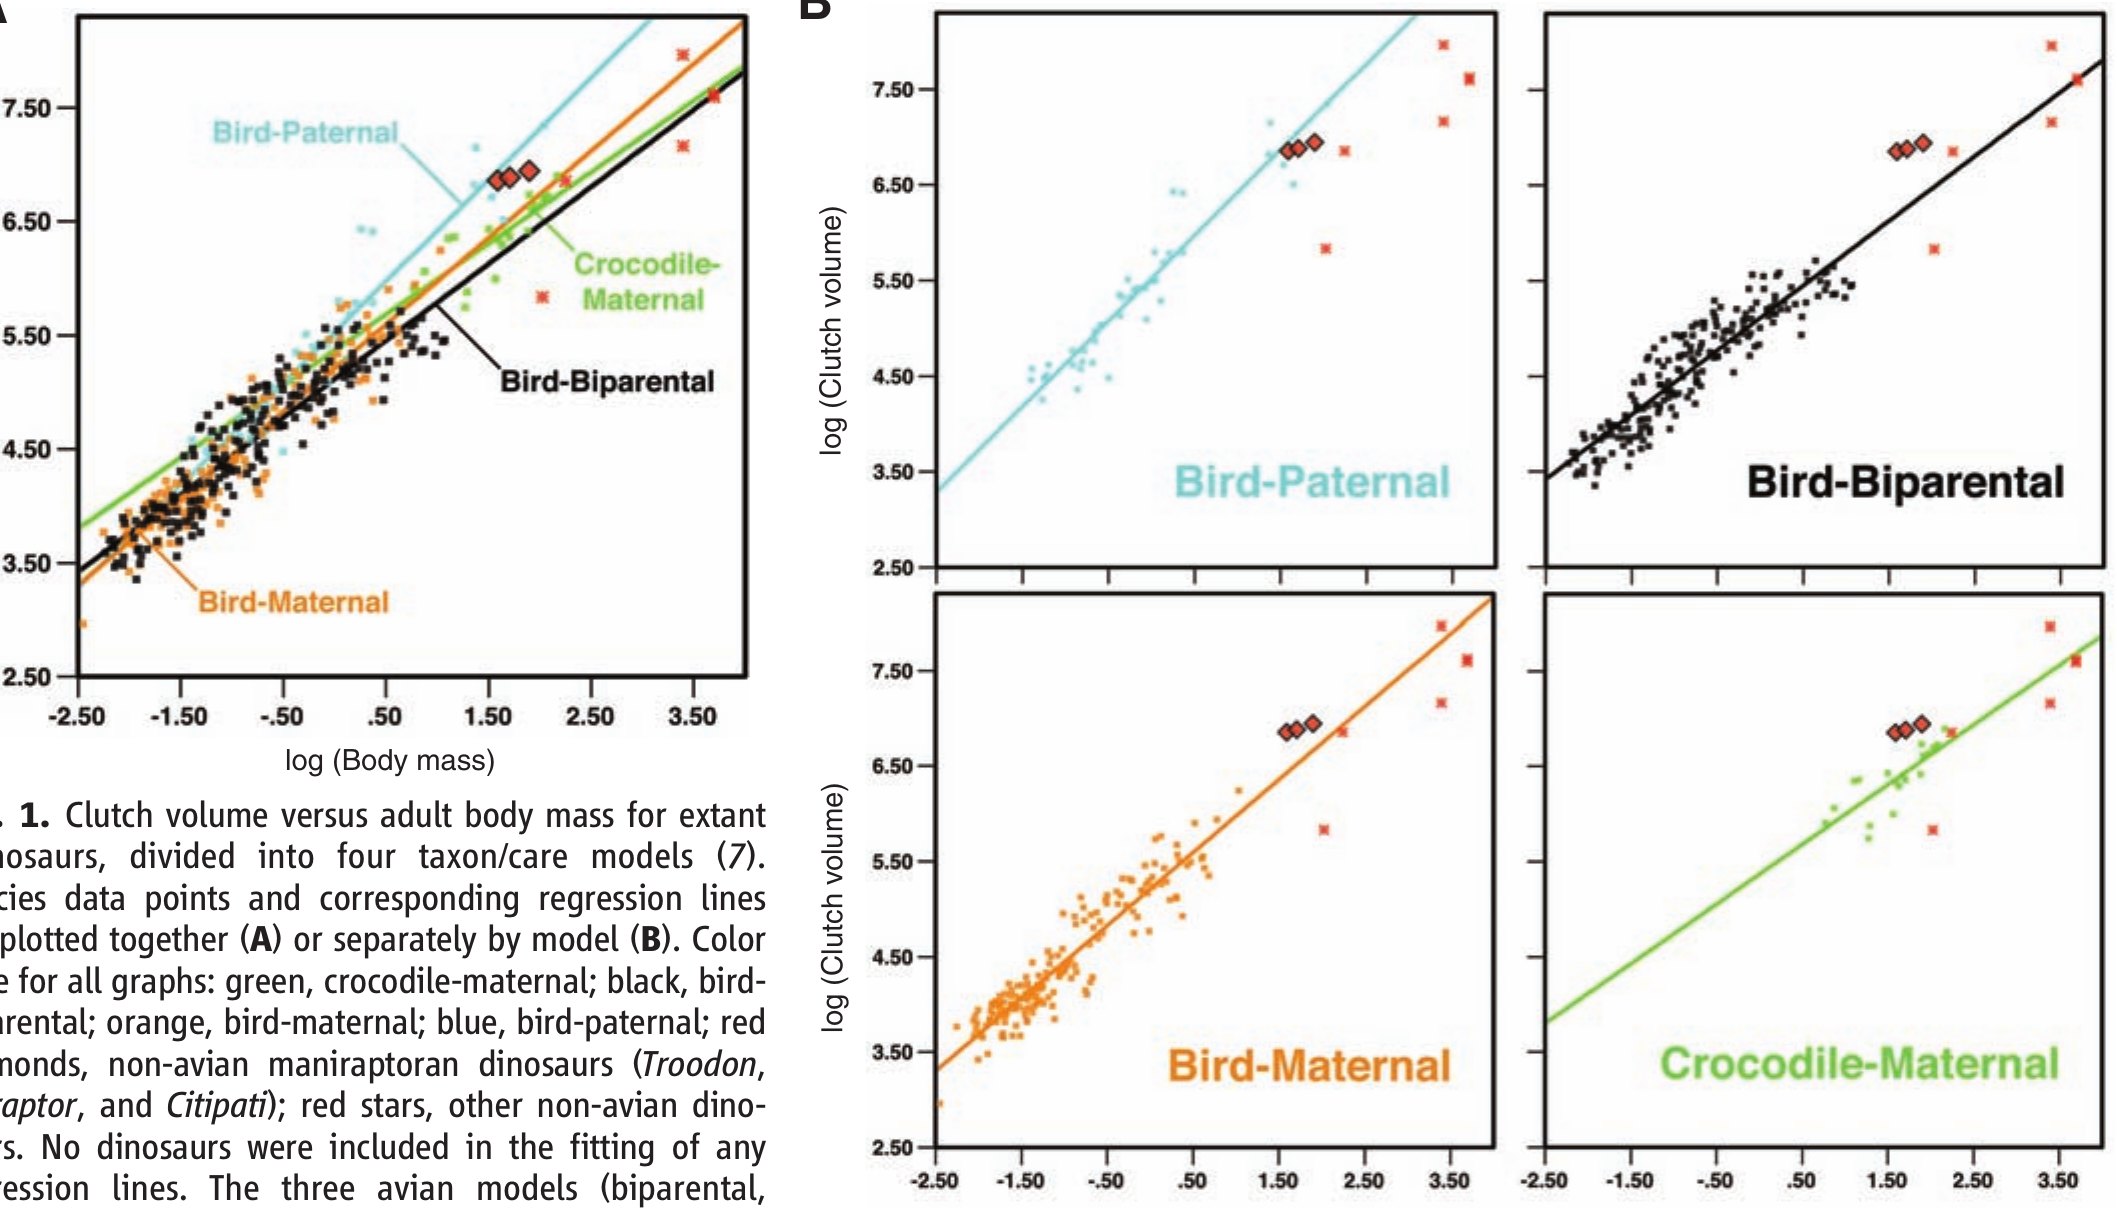 B
7.50
6.50
5.50
4.50
3.50
2.50
-2.50 -1.50 -.50 .50 1.50 2.50 3.50
log (Body mass)
Bird-Paternal
Crocodile-
Maternal
Bird-Biparental
Bird-Maternal
. 1. Clutch volume versus adult body mass for extant
nosaurs, divided into four taxon/care models (7).
cies data points and corresponding regression lines
plotted together (A) or separately by model (B). Color
e for all graphs: green, crocodile-maternal; black, bird-
arental; orange, bird-maternal; blue, bird-paternal; red
monds, non-avian maniraptoran dinosaurs (Troodon,
raptor, and Citipati); red stars, other non-avian dino-
rs. No dinosaurs were included in the fitting of any
ression lines. The three avian models (biparental,
log (Clutch volume)
7.50
6.50
5.50
4.50
3.50
2.50
Bird-Paternal
Bird-Biparental
log (Clutch volume)
7.50
6.50
5.50
4.50
3.50
2.50
Bird-Maternal
-2.50 -1.50 -.50 .50 1.50 2.50 3.50
Crocodile-Maternal
-2.50 -1.50 -.50 .50 1.50 2.50 3.50